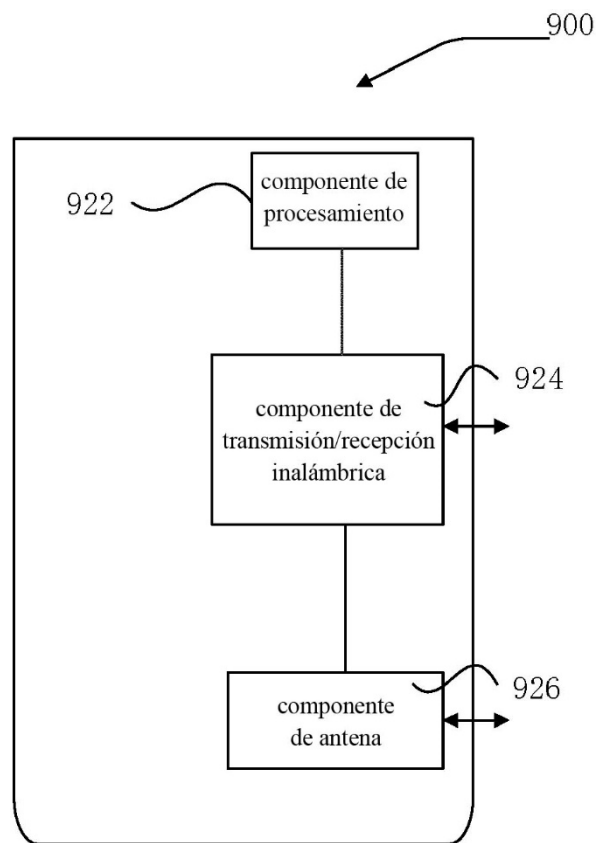 900
922
componente de
procesamiento
924
componente de
transmisión/recepción
inalámbrica
926
componente
de antena